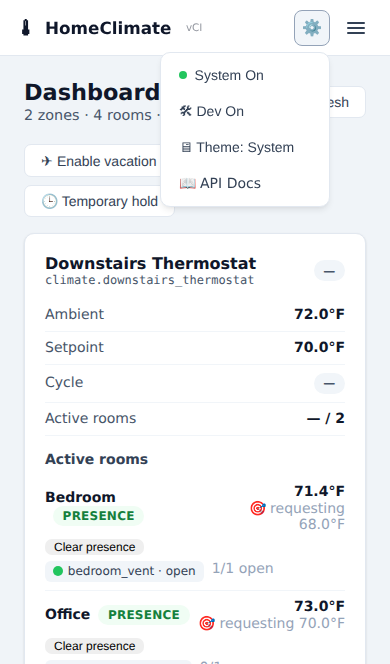 HomeClimate vCI
System On
Dev On
Theme: System
API Docs
Dashboard
esh
2 zones · 4 rooms ·
Enable vacation
Temporary hold
Downstairs Thermostat —
climate.downstairs_thermostat
Ambient 72.0°F
Setpoint 70.0°F
Cycle —
Active rooms — / 2
Active rooms
Bedroom 71.4°F
PRESENCE requesting
68.0°F
Clear presence
bedroom_vent · open 1/1 open
Office PRESENCE 73.0°F
requesting 70.0°F
Clear presence